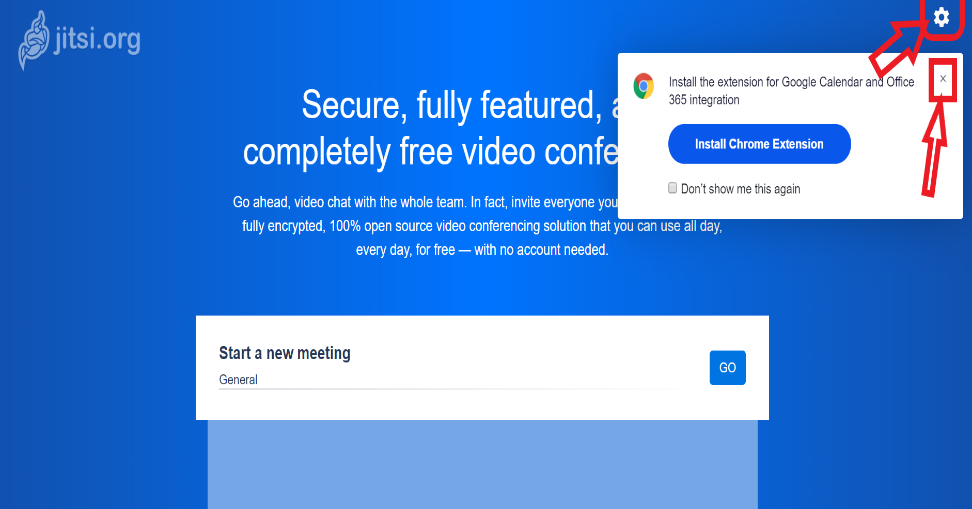 jitsi.org
Secure, fully featured, a
completely free video confe
Go ahead, video chat with the whole team. In fact, invite everyone you
fully encrypted, 100% open source video conferencing solution that you can use all day,
every day, for free — with no account needed.
Install the extension for Google Calendar and Office
365 integration
×
Install Chrome Extension
Don't show me this again
Start a new meeting
General
GO